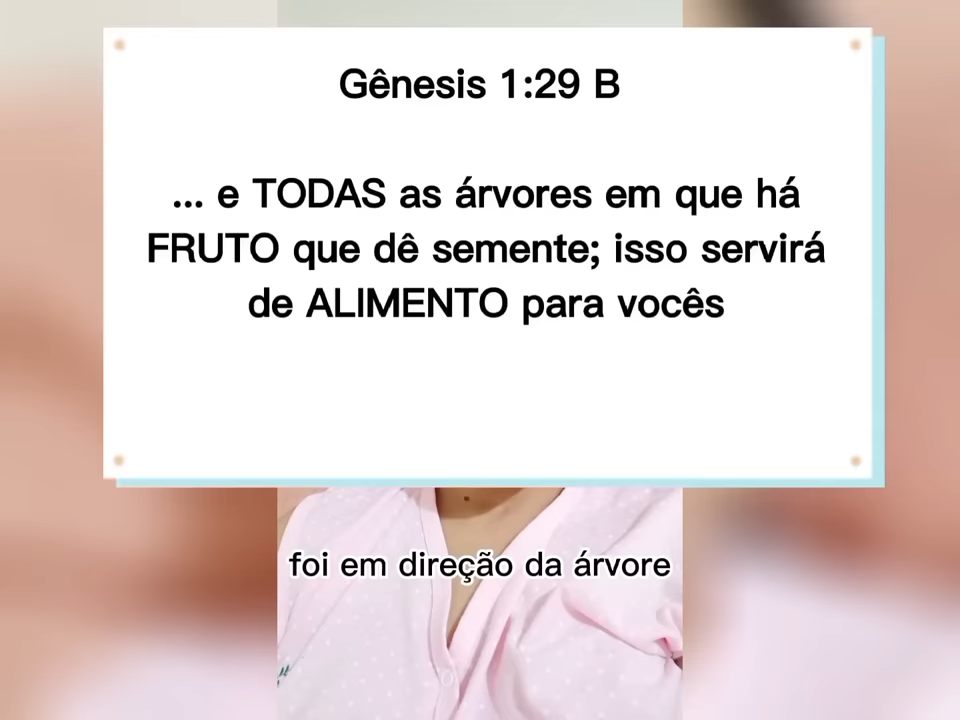 Gênesis 1:29 B
... e TODAS as árvores em que há
FRUTO que dê semente; isso servirá
de ALIMENTO para vocês
foi em direção da árvore